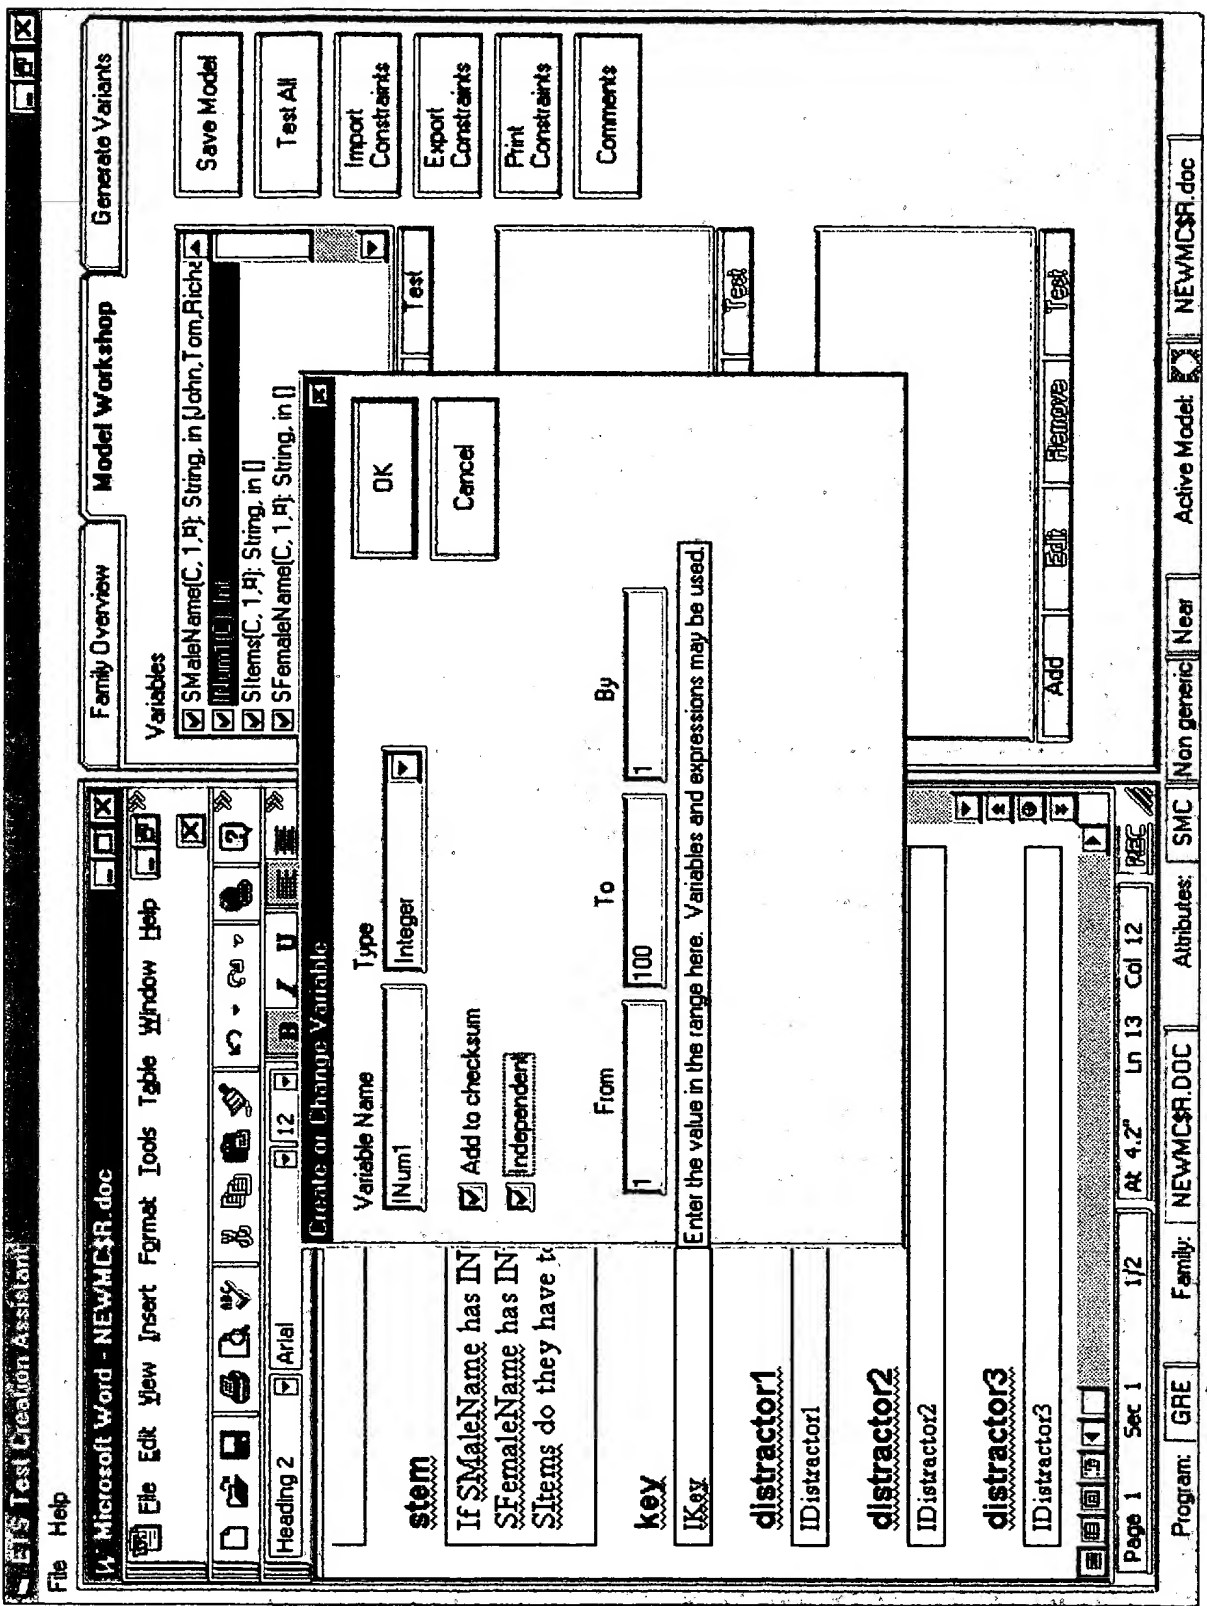 ETS Test Creation Assistant
File Help
Microsoft Word - NEWMC$R.doc
File Edit View Insert Format Tools Table Window Help
Heading 2 Arial 12 B I U
stem
If SMaleName has IN
SFemaleName has IN
SItems do they have to
key
IKey
distractor1
IDistractor1
distractor2
IDistractor2
distractor3
IDistractor3
Page 1 Sec 1 1/2 At 4.2" Ln 13 Col 12 REC
Family Overview Model Workshop Generate Variants
Variables
SMaleName(C, 1,¤): String, in [John,Tom,Richa
INum1(C): In
SItems(C, 1,¤): String, in []
SFemaleName(C, 1,¤): String, in []
Test
Test
Add Edit Remove Test
Save Model
Test All
Import
Constraints
Export
Constraints
Print
Constraints
Comments
Create or Change Variable
Variable Name Type
INum1 Integer
Add to checksum
Independent
OK
Cancel
From To By
1 100 1
Enter the value in the range here. Variables and expressions may be used.
Program: GRE Family: NEWMC$R.DOC Attributes: SMC Non generic Near Active Model: NEWMC$R.doc